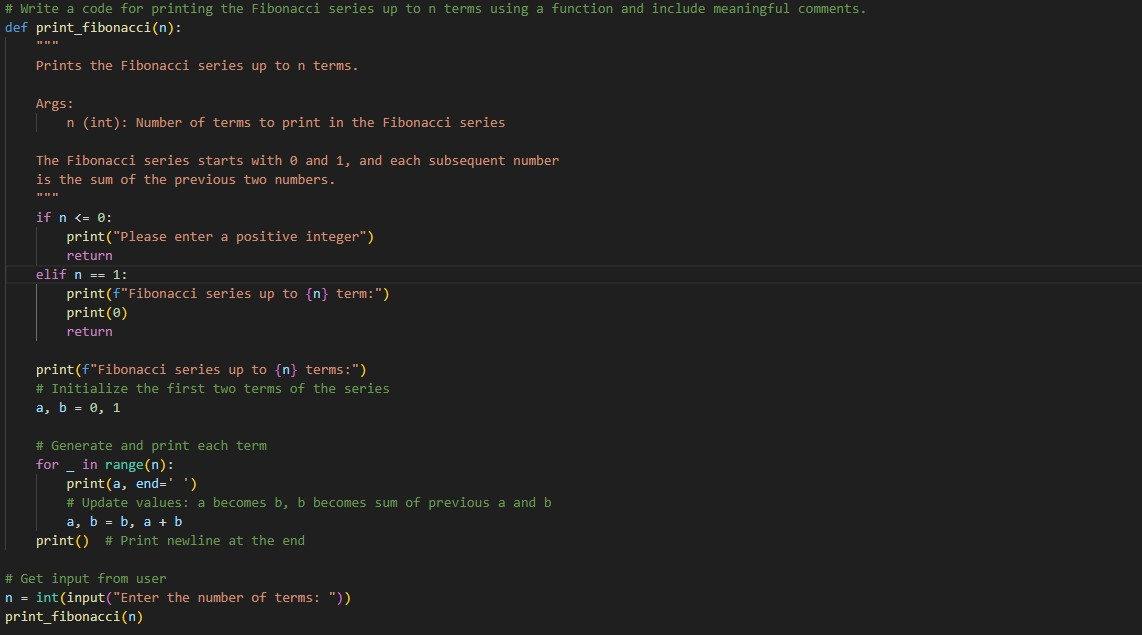 # Write a code for printing the Fibonacci series up to n terms using a function and include meaningful comments.
def print_fibonacci(n):
    """
    Prints the Fibonacci series up to n terms.

    Args:
        n (int): Number of terms to print in the Fibonacci series

    The Fibonacci series starts with 0 and 1, and each subsequent number
    is the sum of the previous two numbers.
    """
    if n <= 0:
        print("Please enter a positive integer")
        return
    elif n == 1:
        print(f"Fibonacci series up to {n} term:")
        print(0)
        return

    print(f"Fibonacci series up to {n} terms:")
    # Initialize the first two terms of the series
    a, b = 0, 1

    # Generate and print each term
    for _ in range(n):
        print(a, end=' ')
        # Update values: a becomes b, b becomes sum of previous a and b
        a, b = b, a + b
    print()  # Print newline at the end

# Get input from user
n = int(input("Enter the number of terms: "))
print_fibonacci(n)